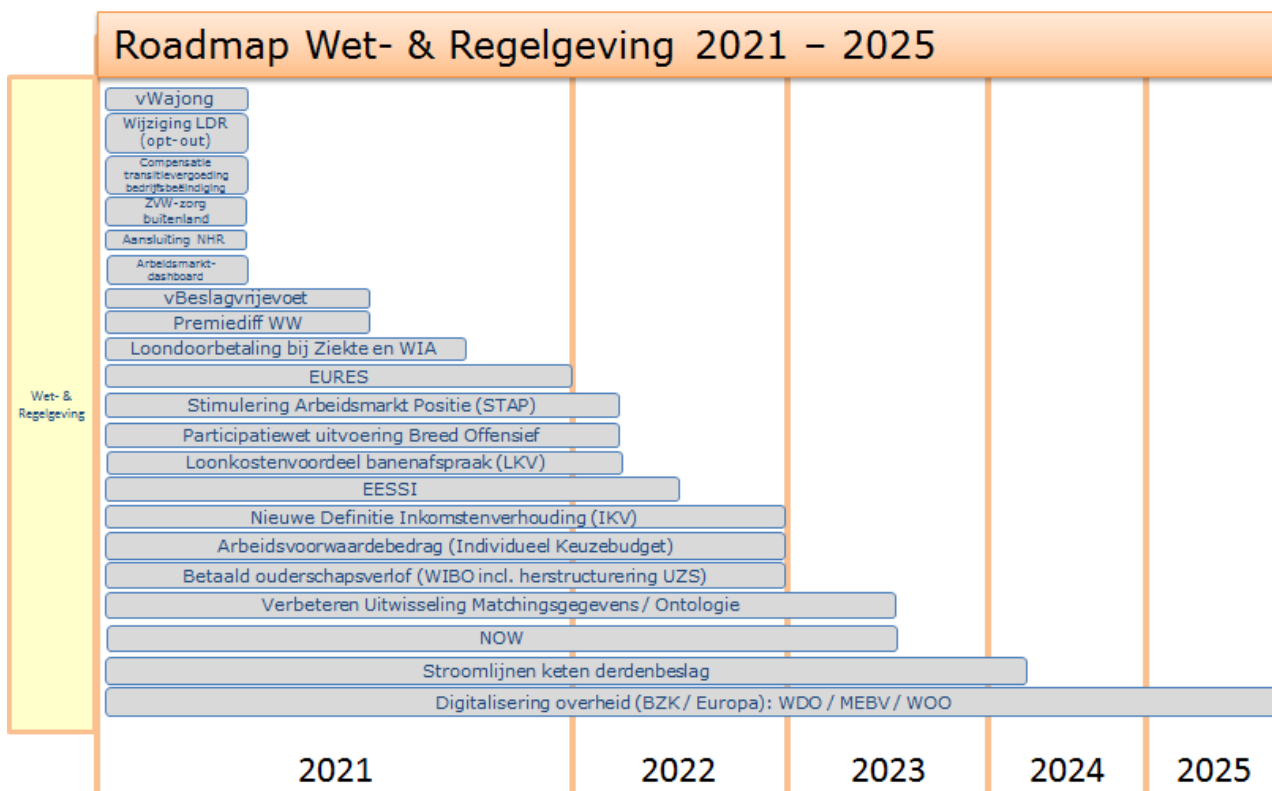 Roadmap Wet- & Regelgeving 2021 – 2025
Wet- &
Regelgeving
vWajong
Wijziging LDR
(opt-out)
Compensatie
transitievergoeding
bedrijfsbeëindiging
ZVW-zorg
buitenland
Aansluiting NHR
Arbeidsmarkt-
dashboard
vBeslagvrijevoet
Premiediff WW
Loondoorbetaling bij Ziekte en WIA
EURES
Stimulering Arbeidsmarkt Positie (STAP)
Participatiewet uitvoering Breed Offensief
Loonkostenvoordeel banenafspraak (LKV)
EESSI
Nieuwe Definitie Inkomstenverhouding (IKV)
Arbeidsvoorwaardebedrag (Individueel Keuzebudget)
Betaald ouderschapsverlof (WIBO incl. herstructurering UZS)
Verbeteren Uitwisseling Matchingsgegevens / Ontologie
NOW
Stroomlijnen keten derdenbeslag
Digitalisering overheid (BZK / Europa): WDO / MEBV / WOO
2021 2022 2023 2024 2025